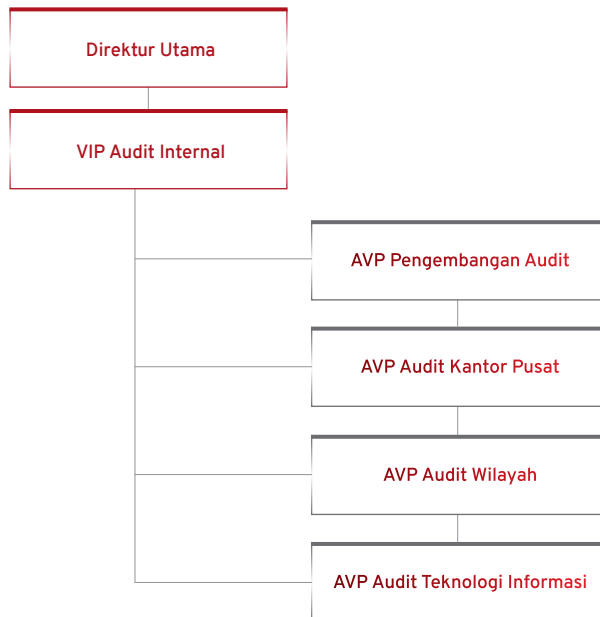 Direktur Utama
VIP Audit Internal
AVP Pengembangan Audit
AVP Audit Kantor Pusat
AVP Audit Wilayah
AVP Audit Teknologi Informasi